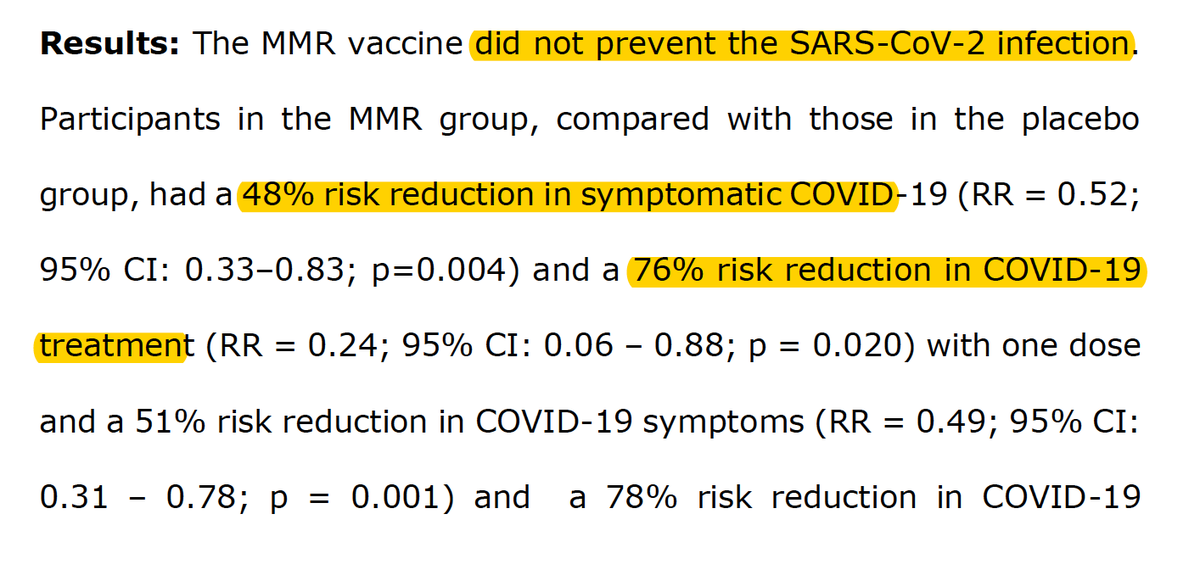 Results: The MMR vaccine did not prevent the SARS-CoV-2 infection.
Participants in the MMR group, compared with those in the placebo
group, had a 48% risk reduction in symptomatic COVID-19 (RR = 0.52;
95% CI: 0.33–0.83; p=0.004) and a 76% risk reduction in COVID-19
treatment (RR = 0.24; 95% CI: 0.06 – 0.88; p = 0.020) with one dose
and a 51% risk reduction in COVID-19 symptoms (RR = 0.49; 95% CI:
0.31 – 0.78; p = 0.001) and a 78% risk reduction in COVID-19